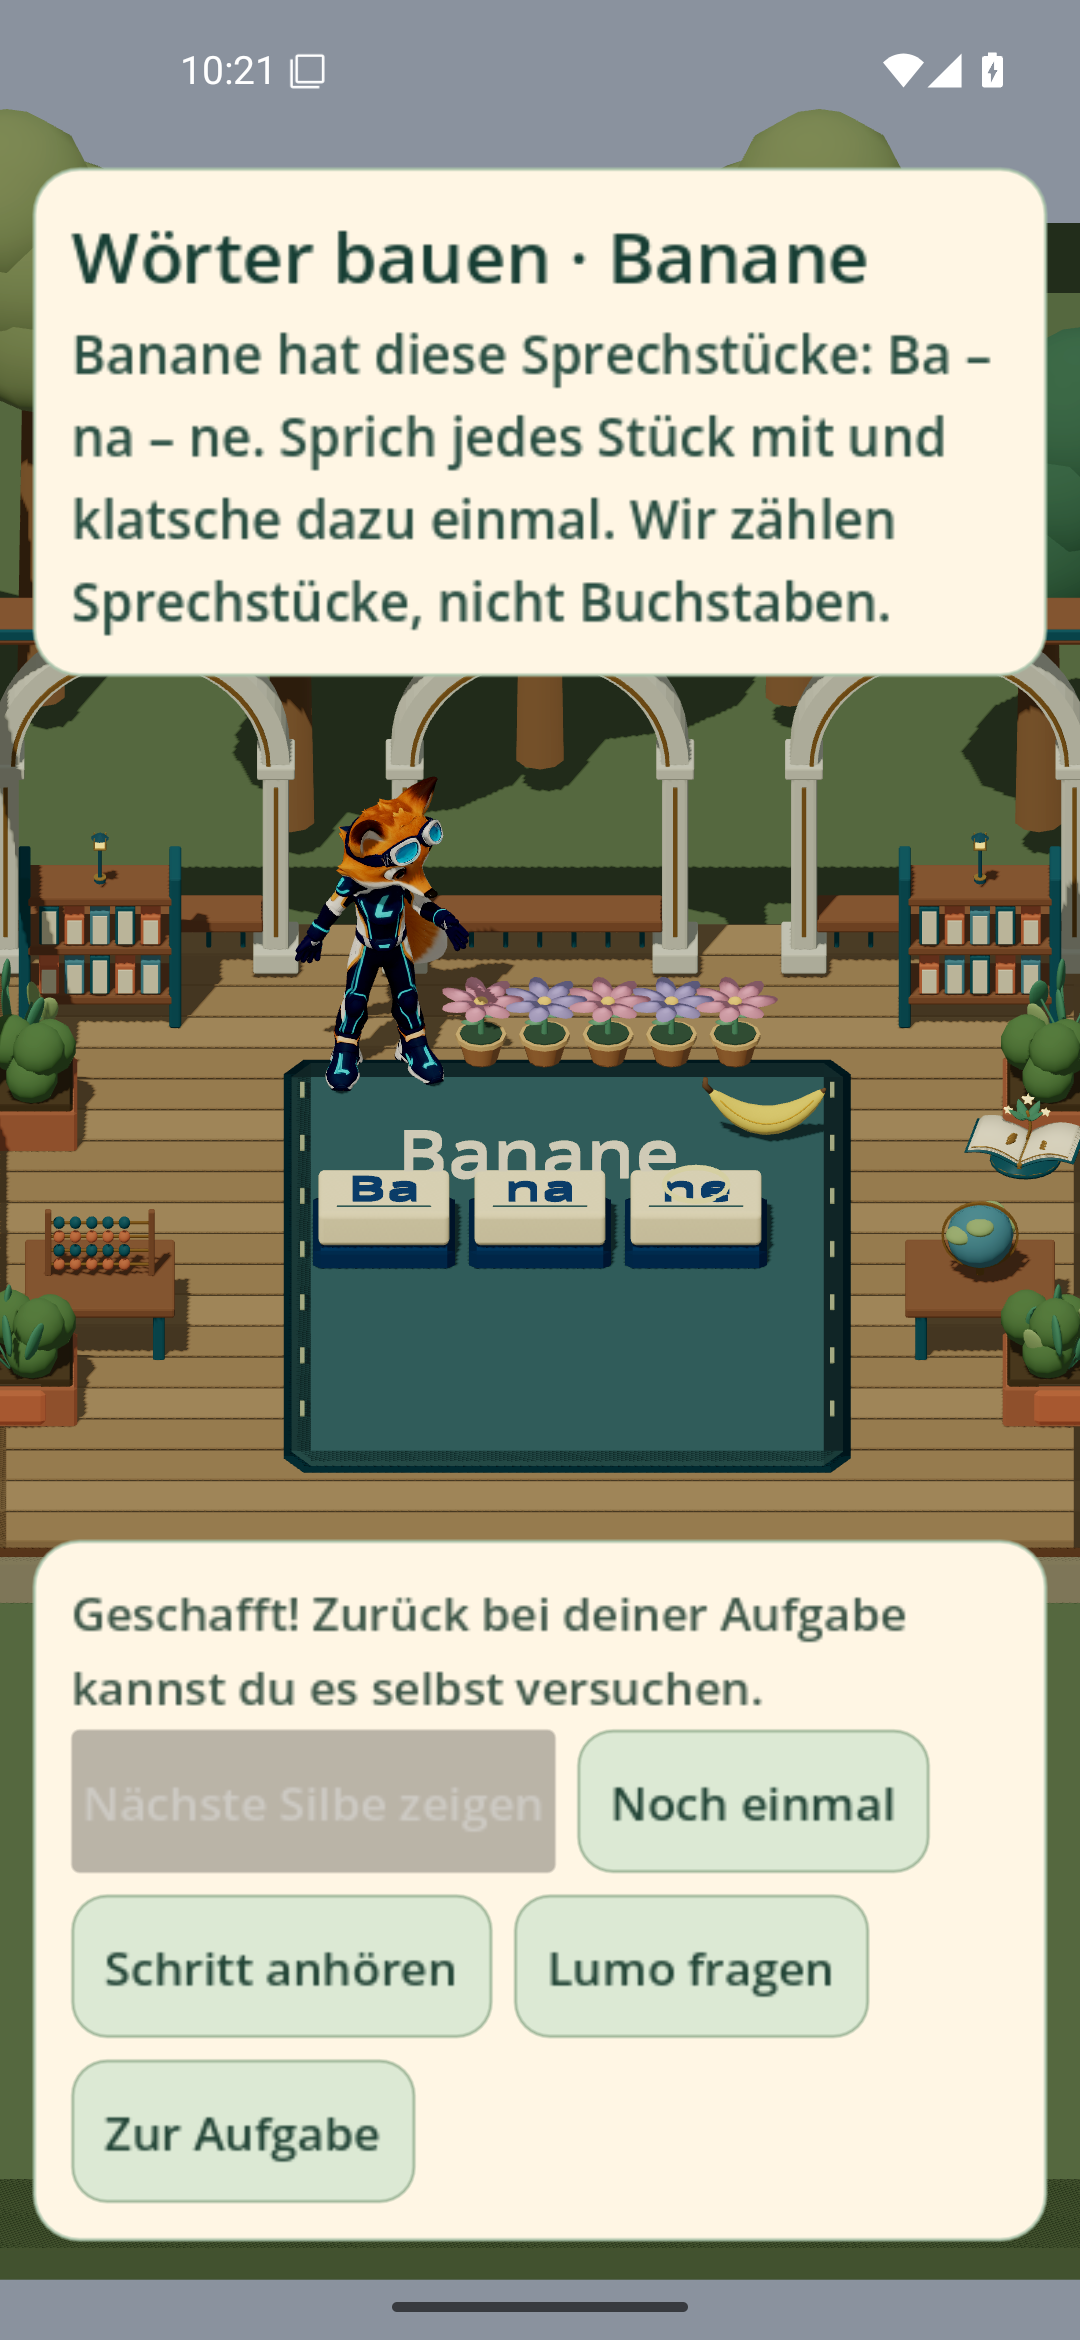 10:21
Wörter bauen · Banane
Banane hat diese Sprechstücke: Ba –
na – ne. Sprich jedes Stück mit und
klatsche dazu einmal. Wir zählen
Sprechstücke, nicht Buchstaben.
Banane
Ba na ne
Geschafft! Zurück bei deiner Aufgabe
kannst du es selbst versuchen.
Nächste Silbe zeigen Noch einmal
Schritt anhören Lumo fragen
Zur Aufgabe